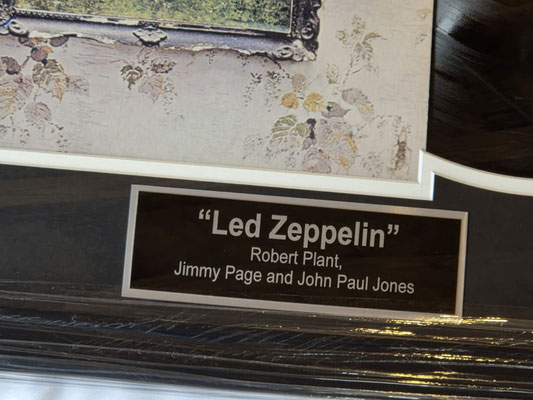 “Led Zeppelin”
Robert Plant,
Jimmy Page and John Paul Jones